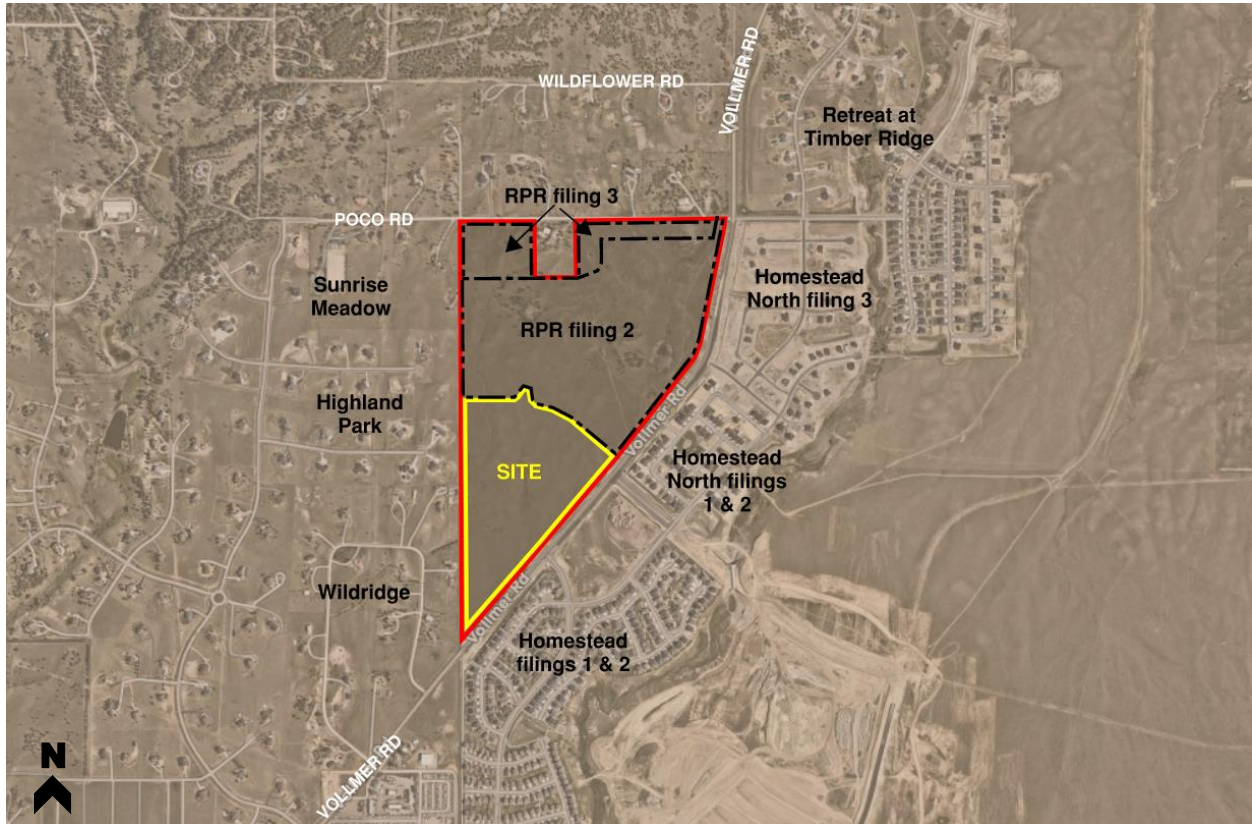 WILDFLOWER RD
VOLLMER RD
Retreat at
Timber Ridge
RPR filing 3
POCO RD
Sunrise
Meadow
Homestead
North filing 3
RPR filing 2
Highland
Park
Vollmer Rd
SITE
Homestead
North filings
1 & 2
Wildridge
Vollmer Rd
Homestead
filings 1 & 2
N
VOLLMER RD